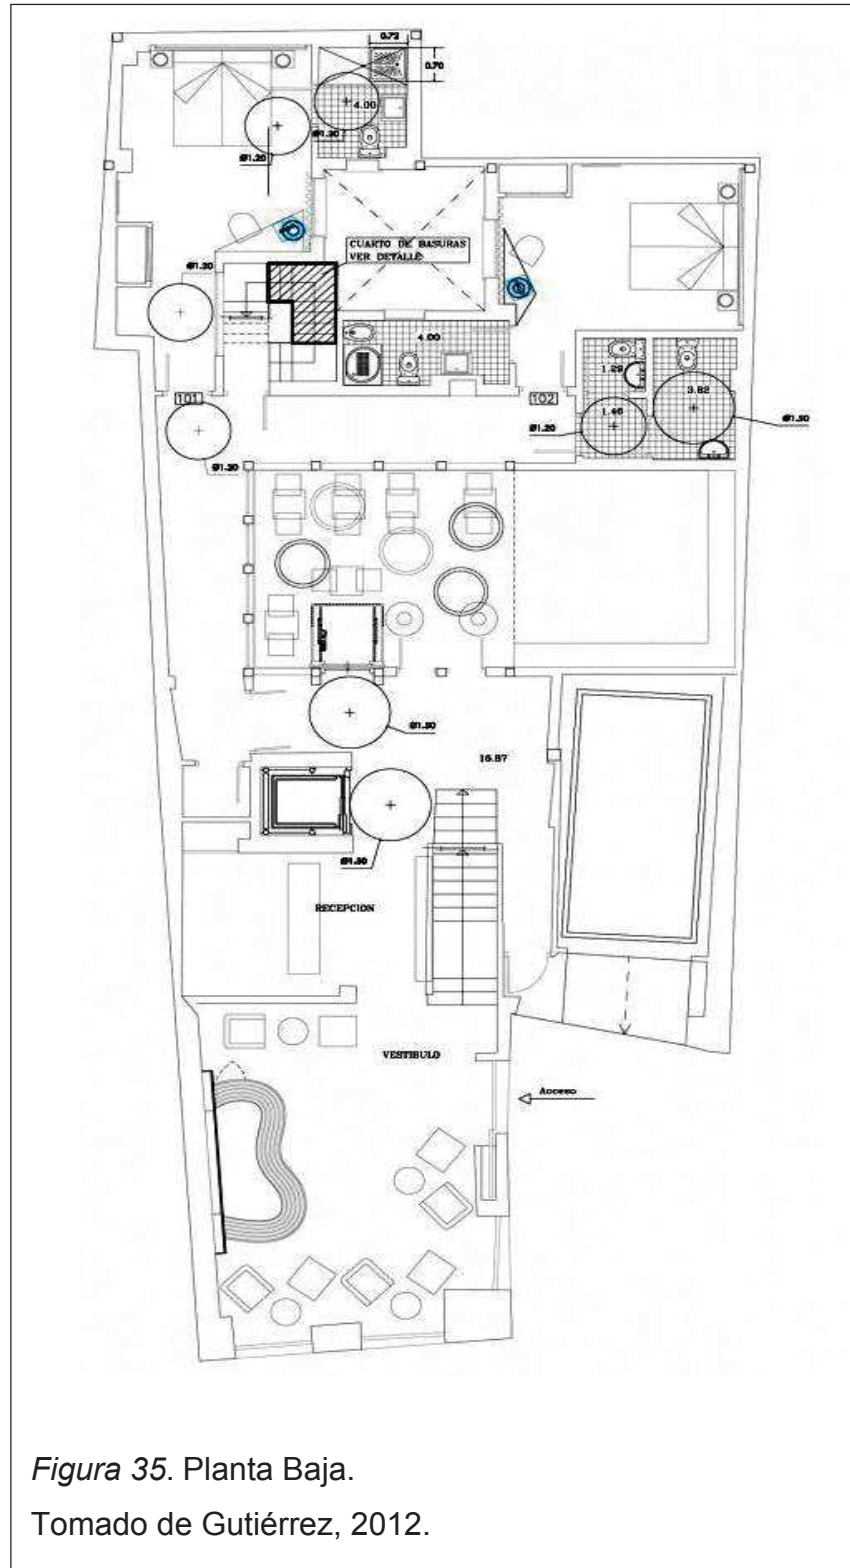 0.72
0.70
4.00
Ø1.20
Ø1.20
CUARTO DE BASURAS
VER DETALLE
Ø1.20
4.00
1.29
3.82
101
102
1.46
Ø1.20
Ø1.50
Ø1.20
Ø1.50
16.87
Ø1.50
RECEPCION
VESTIBULO
Acceso
Figura 35. Planta Baja.
Tomado de Gutiérrez, 2012.